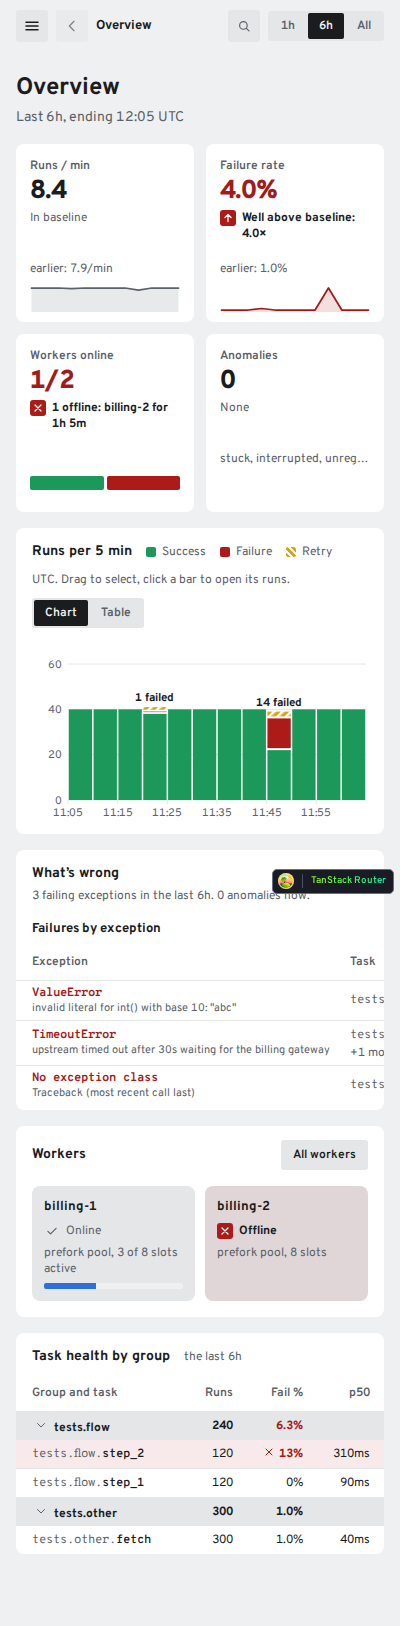 Overview
1h 6h All
Overview
Last 6h, ending 12:05 UTC
Runs / min
8.4
In baseline
earlier: 7.9/min
Failure rate
4.0%
Well above baseline:
4.0×
earlier: 1.0%
Workers online
1/2
1 offline: billing-2 for
1h 5m
Anomalies
0
None
stuck, interrupted, unreg…
Runs per 5 min Success Failure Retry
UTC. Drag to select, click a bar to open its runs.
Chart Table
60
40
20
0
1 failed
14 failed
11:05 11:15 11:25 11:35 11:45 11:55
What's wrong
TanStack Router
3 failing exceptions in the last 6h. 0 anomalies now.
Failures by exception
Exception Task
ValueError tests
invalid literal for int() with base 10: "abc"
TimeoutError tests
upstream timed out after 30s waiting for the billing gateway +1 mo
No exception class tests
Traceback (most recent call last)
Workers All workers
billing-1
Online
prefork pool, 3 of 8 slots
active
billing-2
Offline
prefork pool, 8 slots
Task health by group the last 6h
Group and task Runs Fail % p50
tests.flow 240 6.3%
tests.flow.step_2 120 13% 310ms
tests.flow.step_1 120 0% 90ms
tests.other 300 1.0%
tests.other.fetch 300 1.0% 40ms